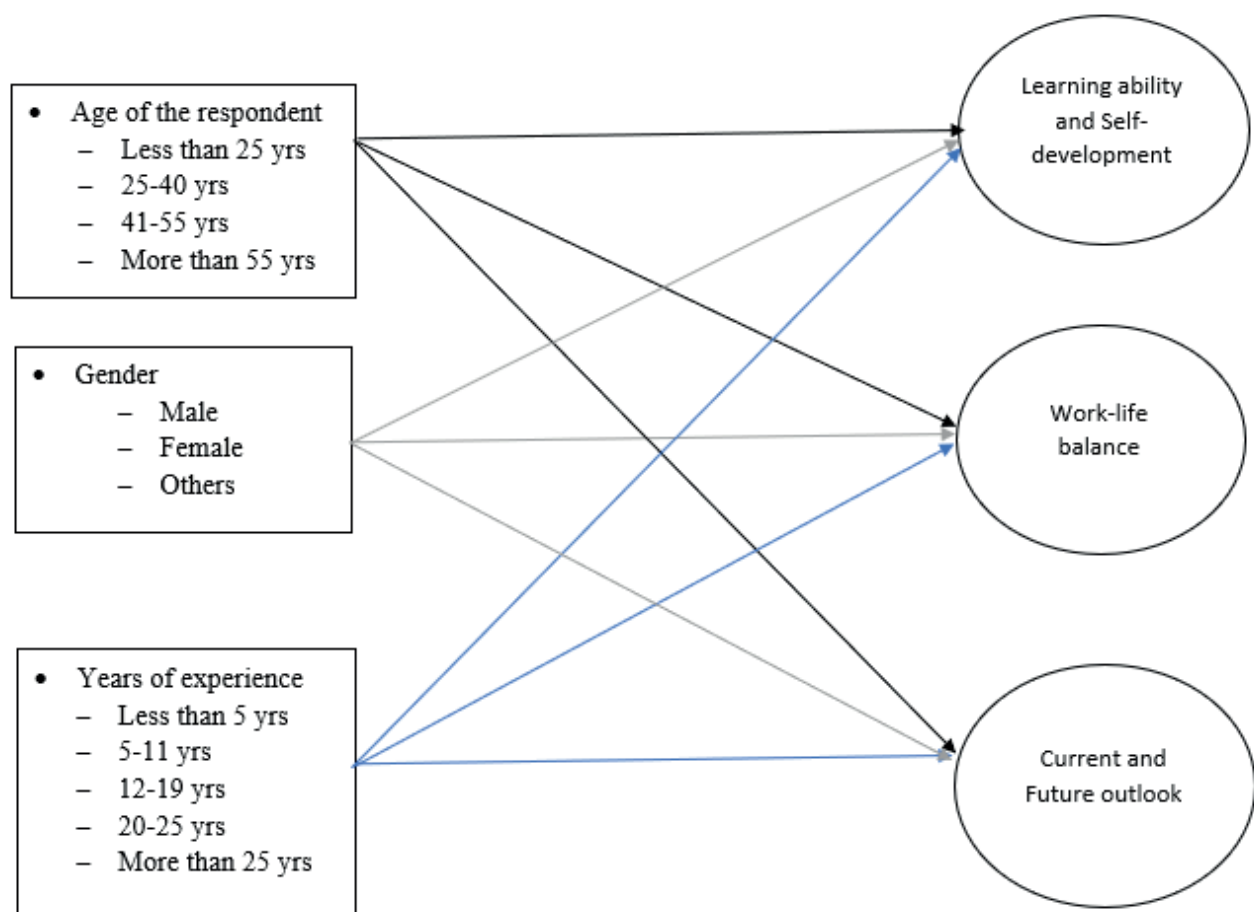 • Age of the respondent
– Less than 25 yrs
– 25-40 yrs
– 41-55 yrs
– More than 55 yrs
• Gender
– Male
– Female
– Others
• Years of experience
– Less than 5 yrs
– 5-11 yrs
– 12-19 yrs
– 20-25 yrs
– More than 25 yrs
Learning ability
and Self-
development
Work-life
balance
Current and
Future outlook